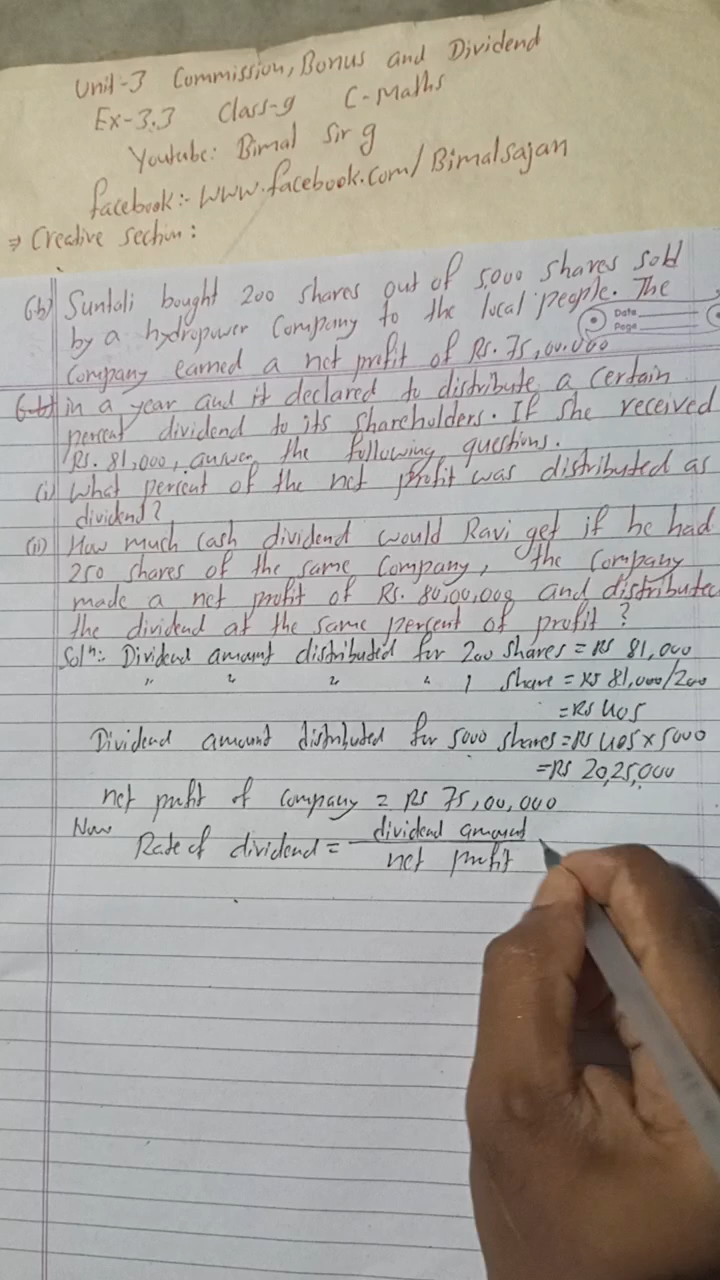 Unit-3 Commission, Bonus and Dividend
Ex-3.3 Class-9 C-Maths
Youtube: Bimal Sir g
facebook:- www.facebook.com/Bimalsajan
⇒ Creative section:
6b) Suntali bought 200 shares out of 5,000 shares sold
by a hydropower Company to the local people. The
Date
Page
Company earned a net profit of Rs. 75,00,000
in a year and it declared to distribute a certain
percent dividend to its shareholders. If she received
Rs. 81,000, answer the following questions.
(i) What percent of the net profit was distributed as
dividend?
(ii) How much cash dividend would Ravi get if he had
250 shares of the same Company, the Company
made a net profit of Rs. 80,00,000 and distributed
the dividend at the same percent of profit?
Solⁿ: Dividend amount distributed for 200 shares = RS 81,000
" " " " 1 share = RS 81,000/200
= RS 405
Dividend amount distributed for 5000 shares = RS 405 × 5000
= RS 20,25,000
net profit of company = RS 75,00,000
Now
Rate of dividend = dividend amount
net profit